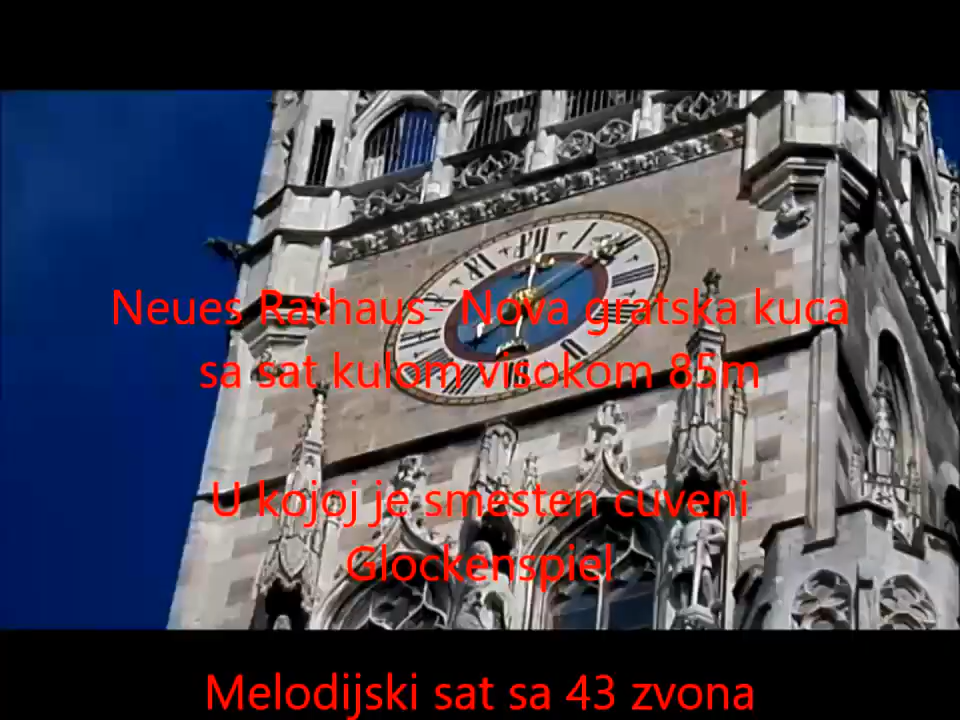 Neues Rathaus- Nova gratska kuca
sa sat kulom visokom 85m
U kojoj je smesten cuveni
Glockenspiel
Melodijski sat sa 43 zvona